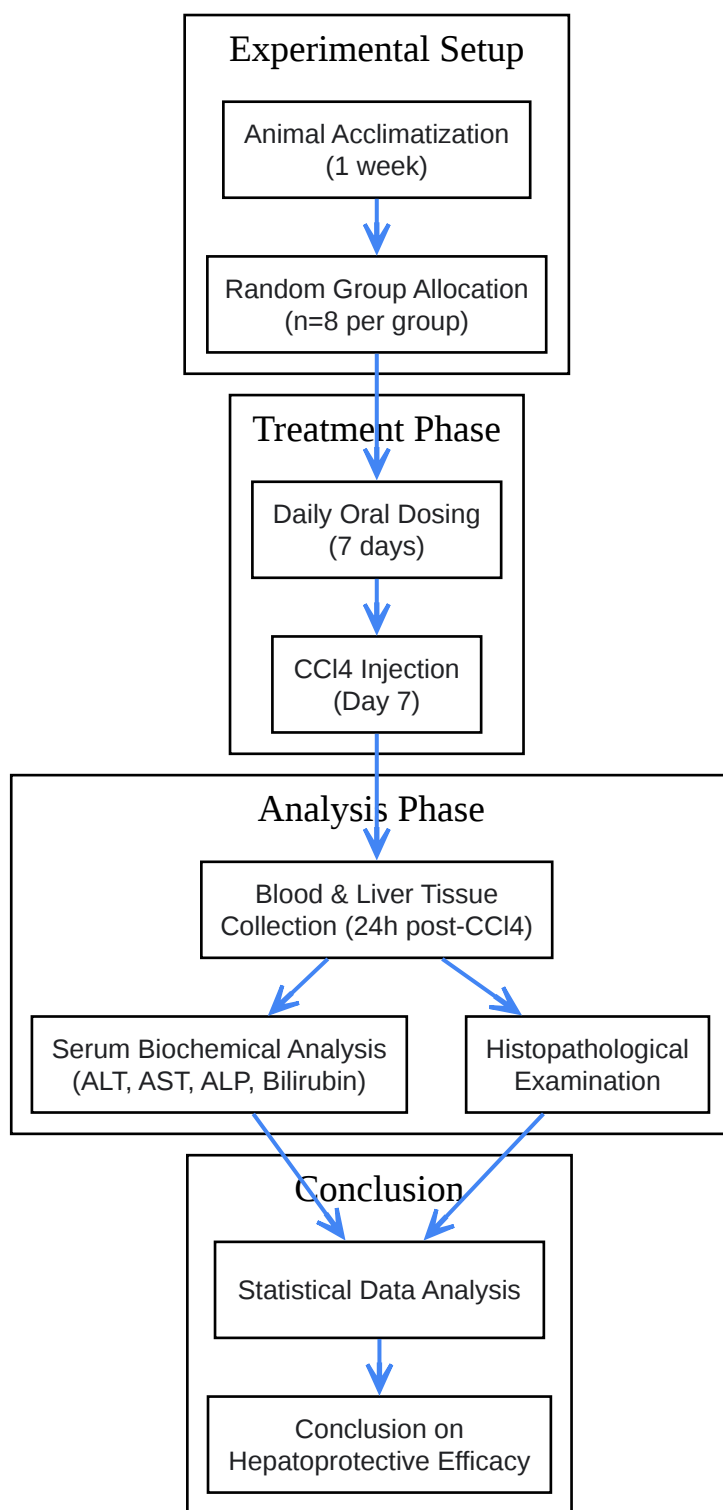 Experimental Setup
Animal Acclimatization
(1 week)
Random Group Allocation
(n=8 per group)
Treatment Phase
Daily Oral Dosing
(7 days)
CCl4 Injection
(Day 7)
Analysis Phase
Blood & Liver Tissue
Collection (24h post-CCl4)
Serum Biochemical Analysis
(ALT, AST, ALP, Bilirubin)
Histopathological
Examination
Conclusion
Statistical Data Analysis
Conclusion on
Hepatoprotective Efficacy